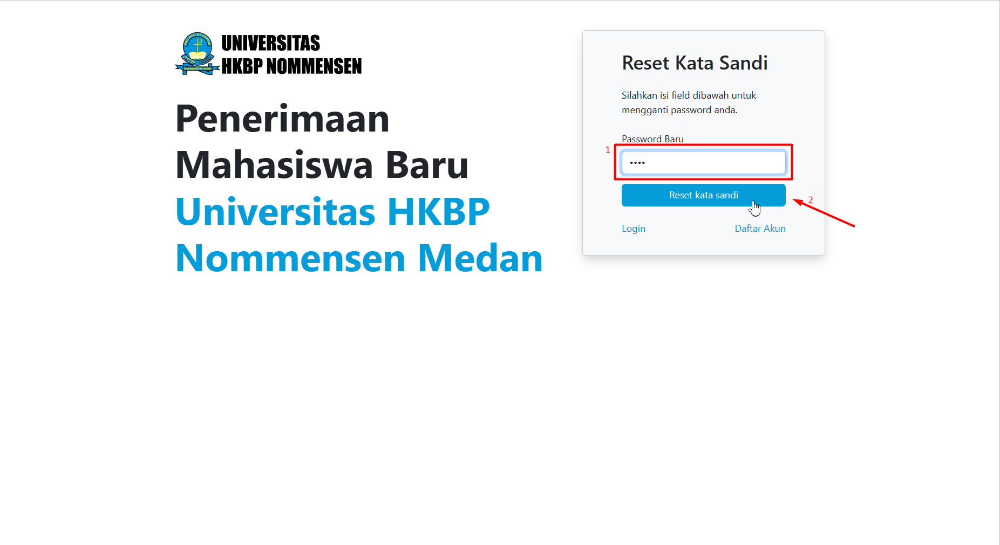 UNIVERSITAS
HKBP NOMMENSEN
Penerimaan
Mahasiswa Baru
Universitas HKBP
Nommensen Medan
Reset Kata Sandi
Silahkan isi field dibawah untuk
mengganti password anda.
Password Baru
1
••••
Reset kata sandi
2
Login
Daftar Akun